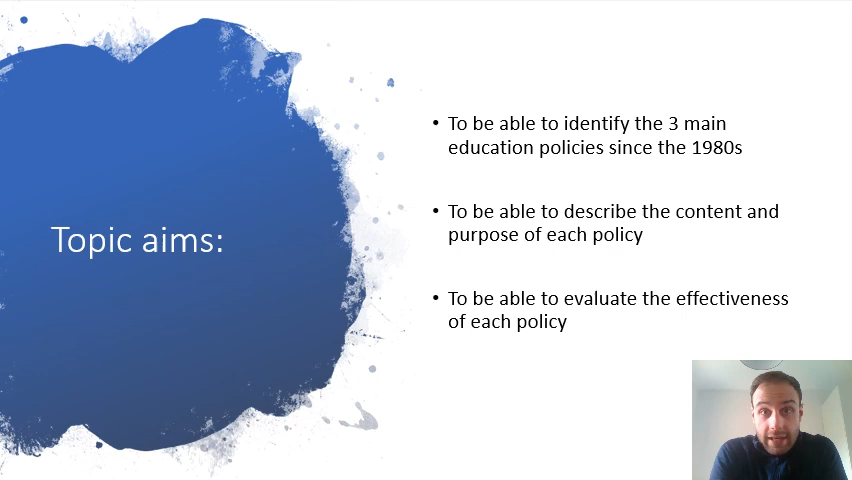 Topic aims:
• To be able to identify the 3 main
education policies since the 1980s
• To be able to describe the content and
purpose of each policy
• To be able to evaluate the effectiveness
of each policy